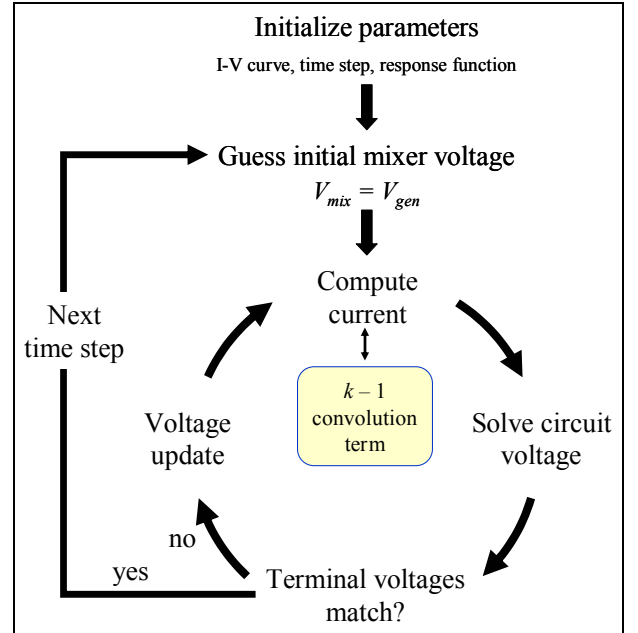 Initialize parameters
I-V curve, time step, response function
Guess initial mixer voltage
V_mix = V_gen
Compute
current
Next
time step
k – 1
convolution
term
Voltage
update
Solve circuit
voltage
no
yes
Terminal voltages
match?